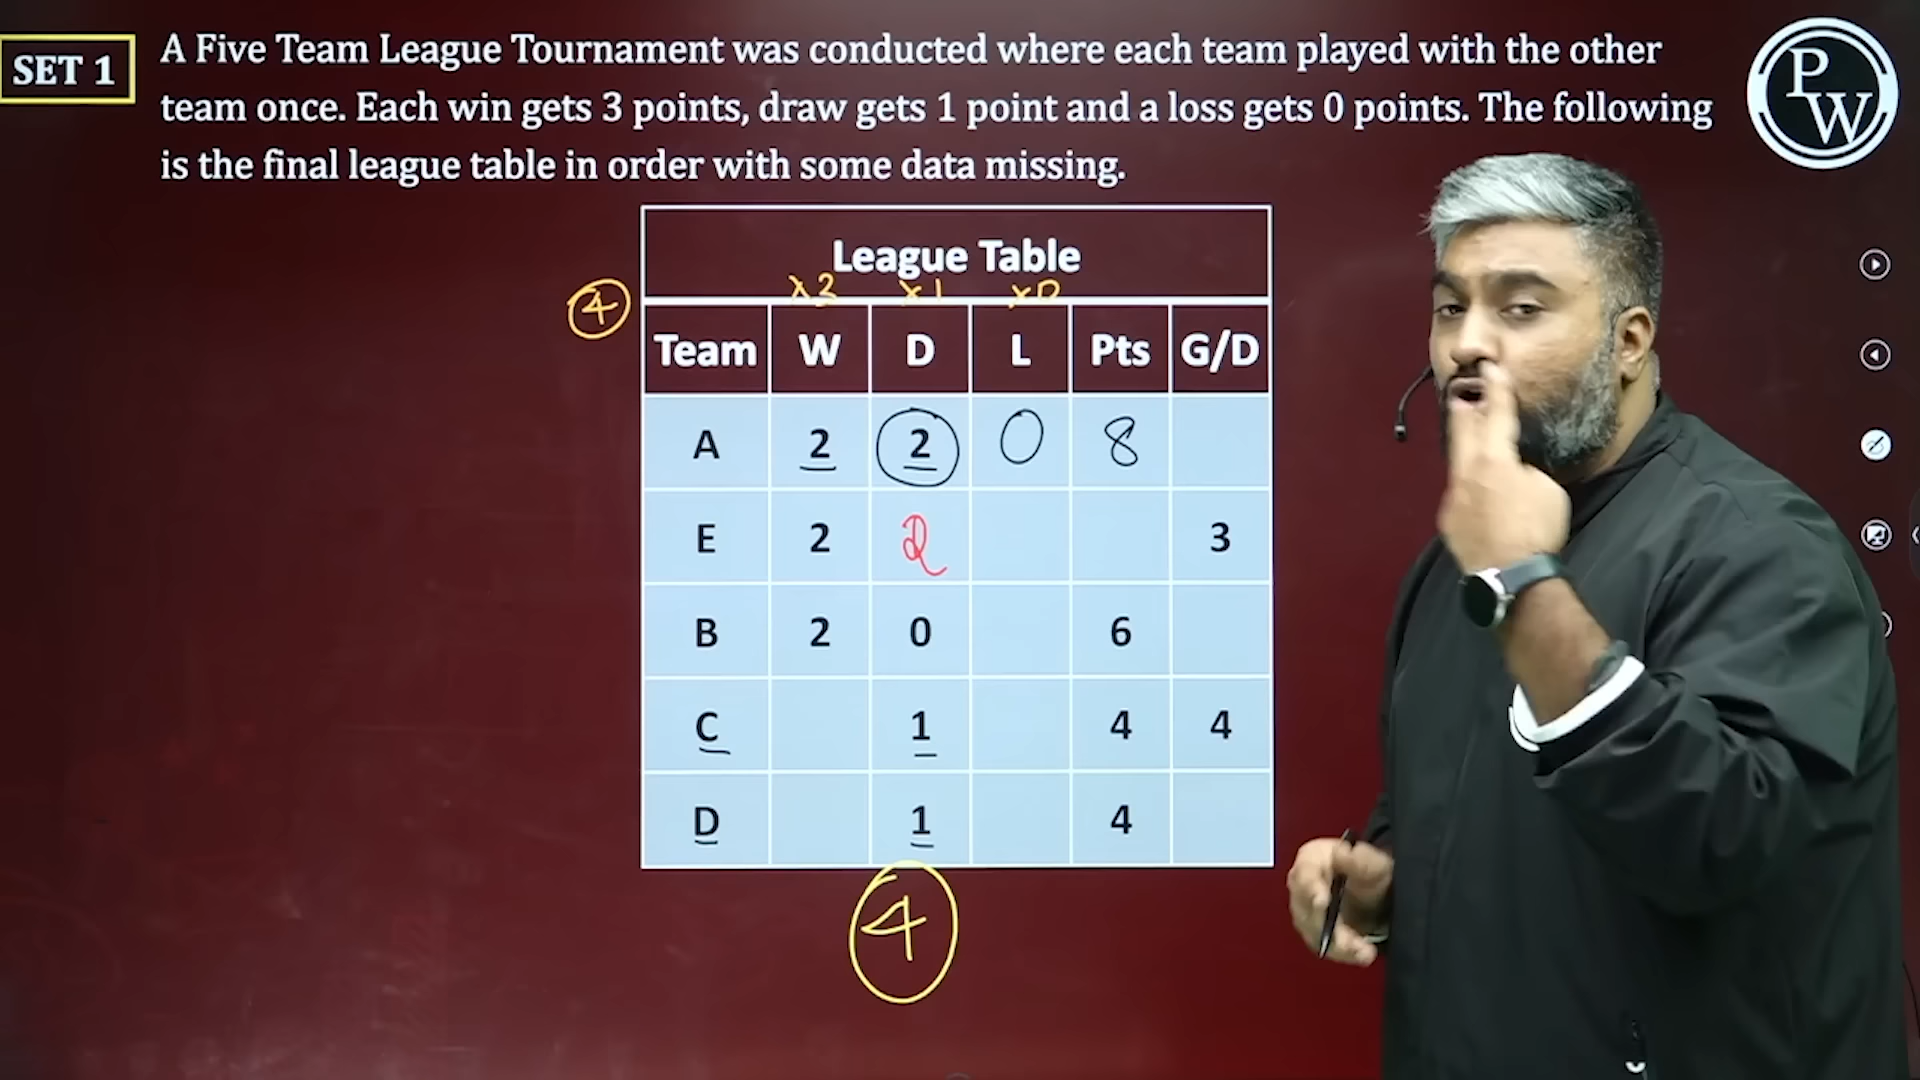 SET 1
A Five Team League Tournament was conducted where each team played with the other
team once. Each win gets 3 points, draw gets 1 point and a loss gets 0 points. The following
is the final league table in order with some data missing.
PW
League Table
x3 x1 x0
4
Team W D L Pts G/D
A 2 2 0 8
E 2 2 3
B 2 0 6
C 1 4 4
D 1 4
4